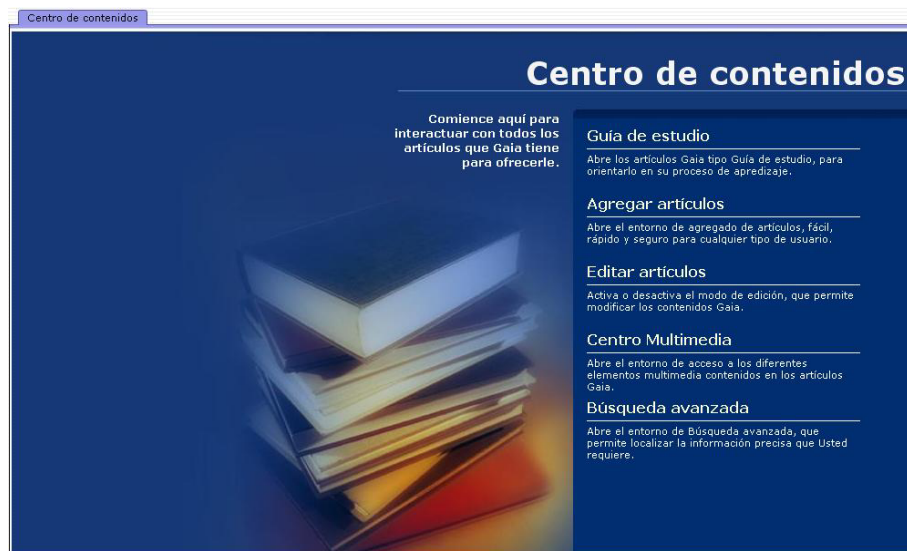 Centro de contenidos
Centro de contenidos
Comience aquí para
interactuar con todos los
artículos que Gaia tiene
para ofrecerle.
Guía de estudio
Abre los artículos Gaia tipo Guía de estudio, para
orientarlo en su proceso de apredizaje.
Agregar artículos
Abre el entorno de agregado de artículos, fácil,
rápido y seguro para cualquier tipo de usuario.
Editar artículos
Activa o desactiva el modo de edición, que permite
modificar los contenidos Gaia.
Centro Multimedia
Abre el entorno de acceso a los diferentes
elementos multimedia contenidos en los artículos
Gaia.
Búsqueda avanzada
Abre el entorno de Búsqueda avanzada, que
permite localizar la información precisa que Usted
requiere.